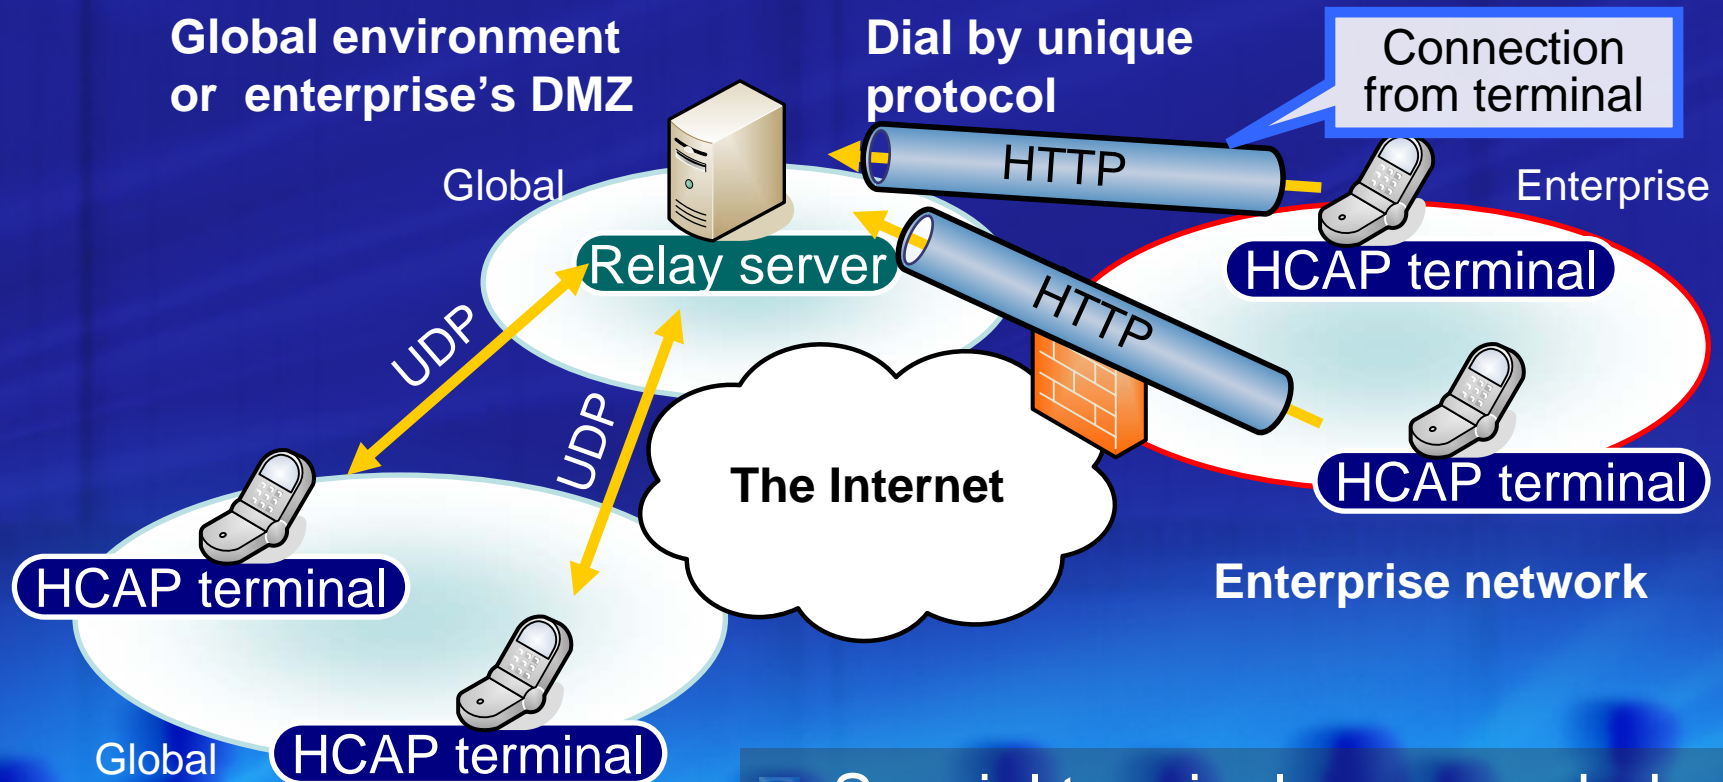 Global environment
or enterprise's DMZ
Dial by unique
protocol
Connection
from terminal
Global
HTTP
Enterprise
Relay server
HCAP terminal
HTTP
UDP
UDP
The Internet
HCAP terminal
HCAP terminal
Enterprise network
HCAP terminal
Global